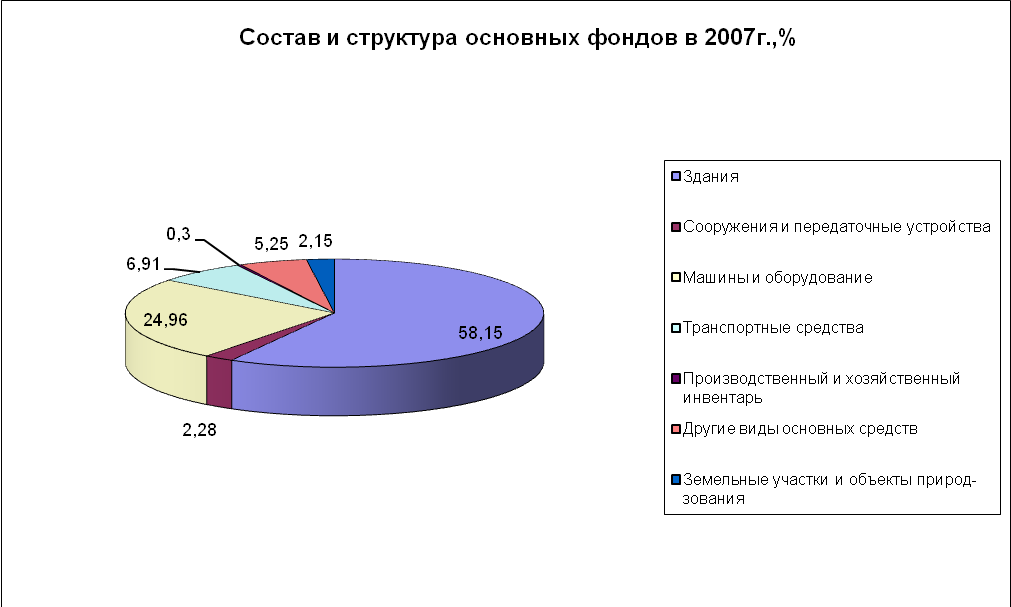 Состав и структура основных фондов в 2007г.,%
0,3
5,25
2,15
6,91
24,96
58,15
2,28
Здания
Сооружения и передаточные устройства
Машины и оборудование
Транспортные средства
Производственный и хозяйственный
инвентарь
Другие виды основных средств
Земельные участки и объекты природ-
зования